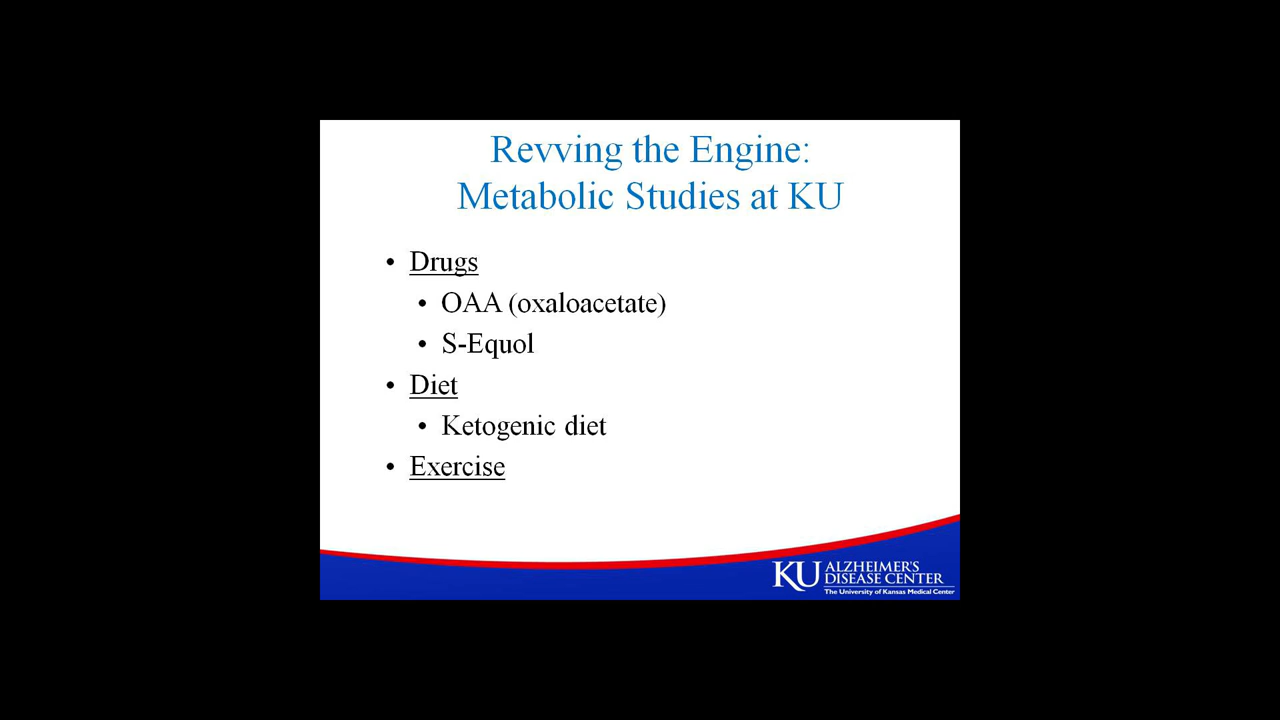 Revving the Engine:
Metabolic Studies at KU
• Drugs
• OAA (oxaloacetate)
• S-Equol
• Diet
• Ketogenic diet
• Exercise
KU ALZHEIMER'S
DISEASE CENTER
The University of Kansas Medical Center